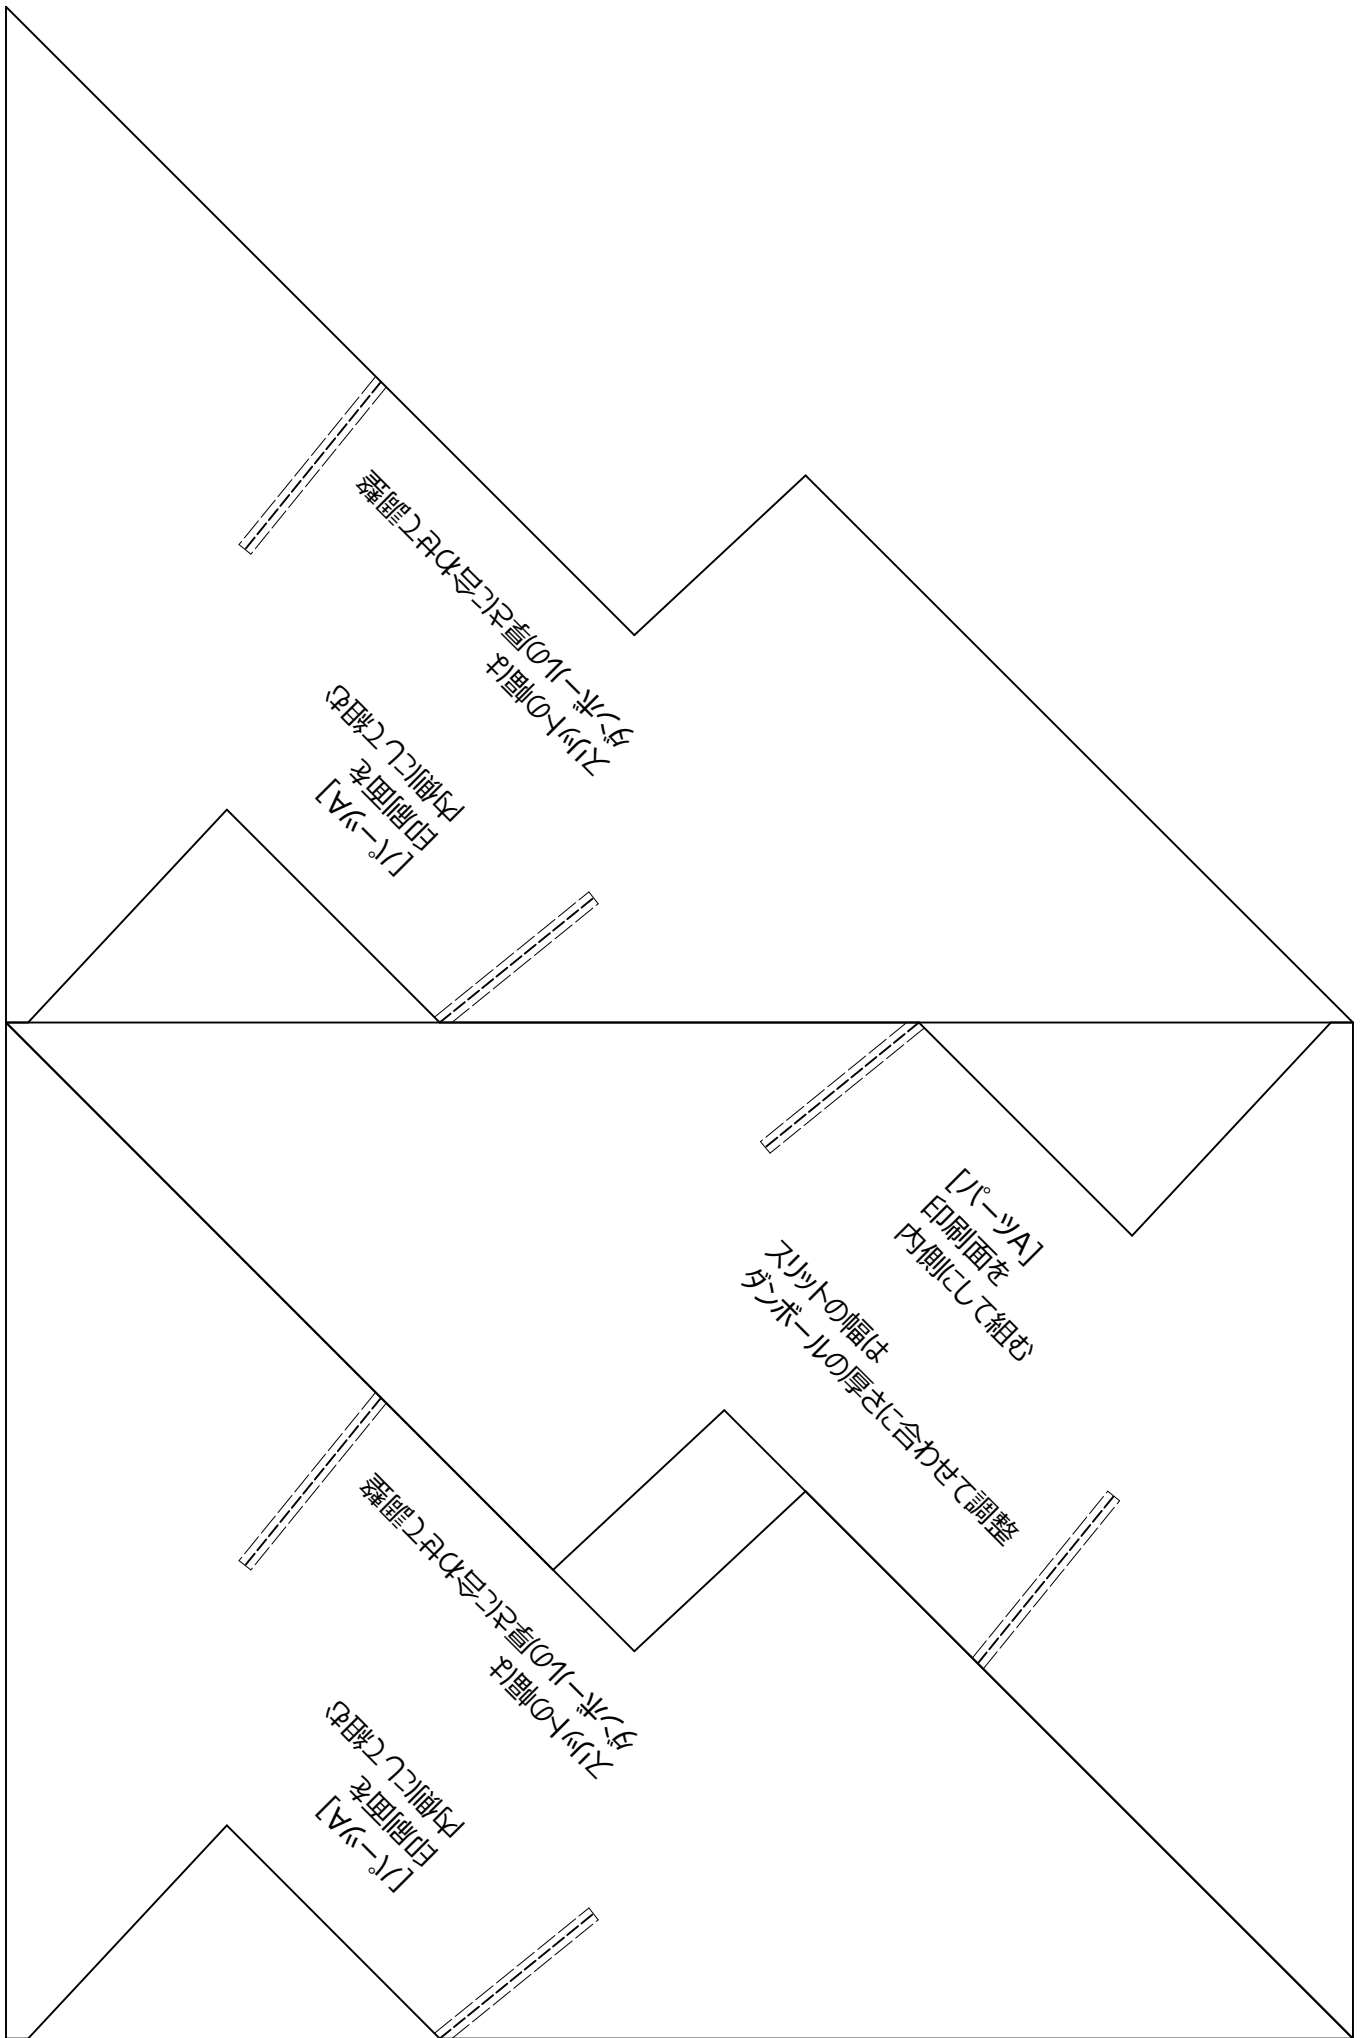 [パーツA]
印刷面を
内側にして組む
スリットの幅は
ダンボールの厚さに合わせて調整
[パーツA]
印刷面を
内側にして組む
スリットの幅は
ダンボールの厚さに合わせて調整
[パーツA]
印刷面を
内側にして組む
スリットの幅は
ダンボールの厚さに合わせて調整